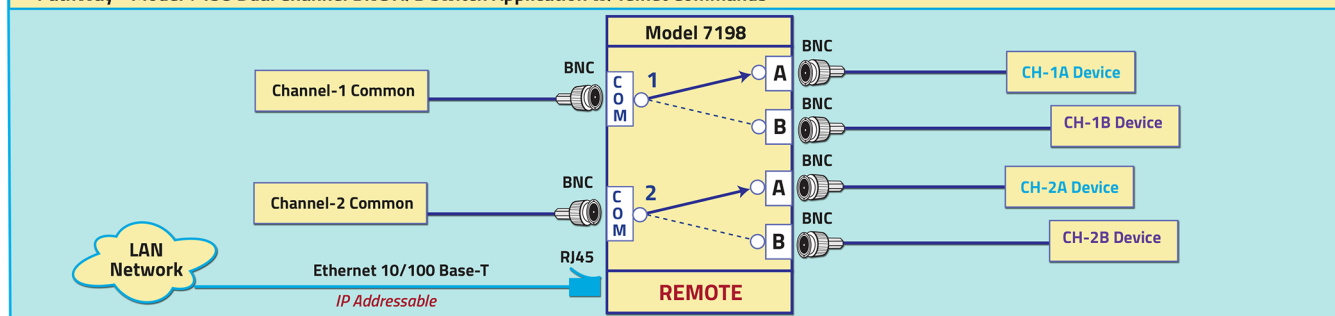 Model 7198
BNC
BNC
1
A
CH-1A Device
Channel-1 Common
C
O
M
BNC
B
CH-1B Device
BNC
BNC
2
A
CH-2A Device
Channel-2 Common
C
O
M
BNC
B
CH-2B Device
LAN
Network
RJ45
Ethernet 10/100 Base-T
IP Addressable
REMOTE